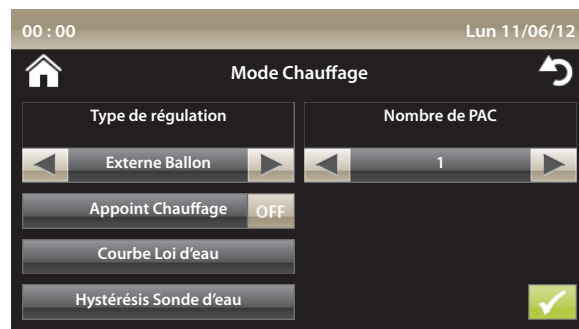 00 : 00 Lun 11/06/12
Mode Chauffage
Type de régulation Nombre de PAC
Externe Ballon 1
Appoint Chauffage OFF
Courbe Loi d'eau
Hystérésis Sonde d'eau